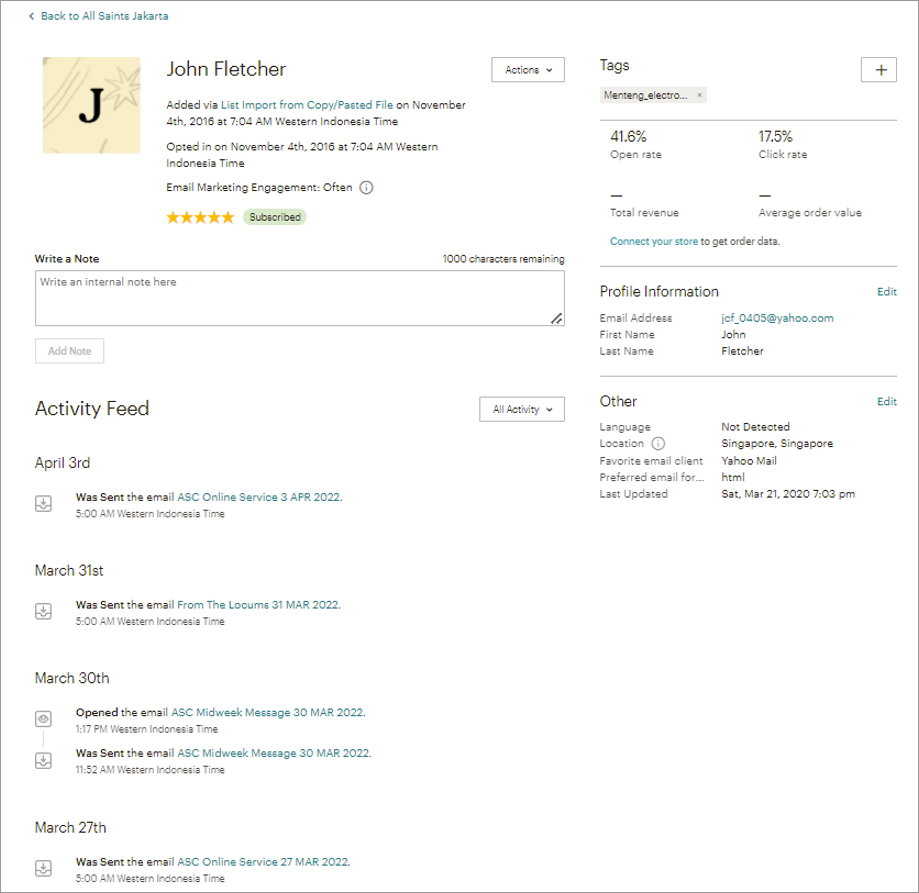 Back to All Saints Jakarta
J
John Fletcher
Actions
Added via List Import from Copy/Pasted File on November
4th, 2016 at 7:04 AM Western Indonesia Time
Opted in on November 4th, 2016 at 7:04 AM Western
Indonesia Time
Email Marketing Engagement: Often
Subscribed
Write a Note
1000 characters remaining
Write an internal note here
Add Note
Activity Feed
All Activity
April 3rd
Was Sent the email ASC Online Service 3 APR 2022.
5:00 AM Western Indonesia Time
March 31st
Was Sent the email From The Locums 31 MAR 2022.
5:00 AM Western Indonesia Time
March 30th
Opened the email ASC Midweek Message 30 MAR 2022.
1:17 PM Western Indonesia Time
Was Sent the email ASC Midweek Message 30 MAR 2022.
11:52 AM Western Indonesia Time
March 27th
Was Sent the email ASC Online Service 27 MAR 2022.
5:00 AM Western Indonesia Time
Tags
+
Menteng_electro... ×
41.6% 17.5%
Open rate Click rate
— —
Total revenue Average order value
Connect your store to get order data.
Profile Information Edit
Email Address jcf_0405@yahoo.com
First Name John
Last Name Fletcher
Other Edit
Language Not Detected
Location Singapore, Singapore
Favorite email client Yahoo Mail
Preferred email for... html
Last Updated Sat, Mar 21, 2020 7:03 pm